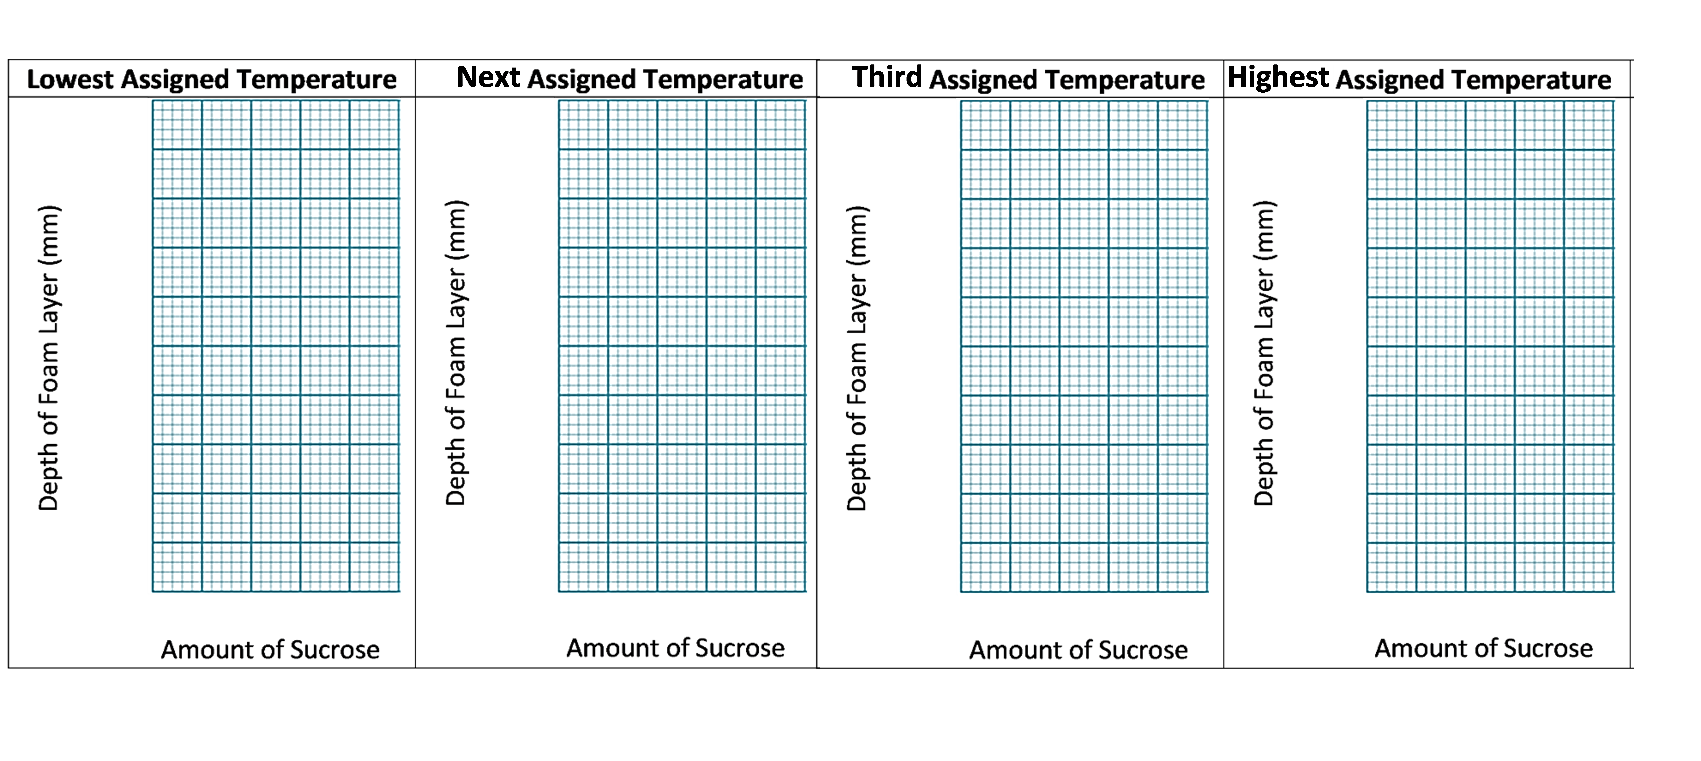 Lowest Assigned Temperature
Depth of Foam Layer (mm)
Amount of Sucrose
Next Assigned Temperature
Depth of Foam Layer (mm)
Amount of Sucrose
Third Assigned Temperature
Depth of Foam Layer (mm)
Amount of Sucrose
Highest Assigned Temperature
Depth of Foam Layer (mm)
Amount of Sucrose